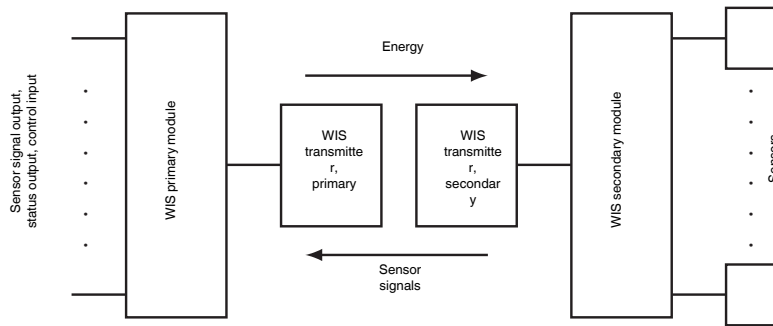 Sensor signal output,
status output, control input
WIS primary module
Energy
WIS
transmitte
r,
primary
WIS
transmitte
r,
secondar
y
Sensor
signals
WIS secondary module
Sensors